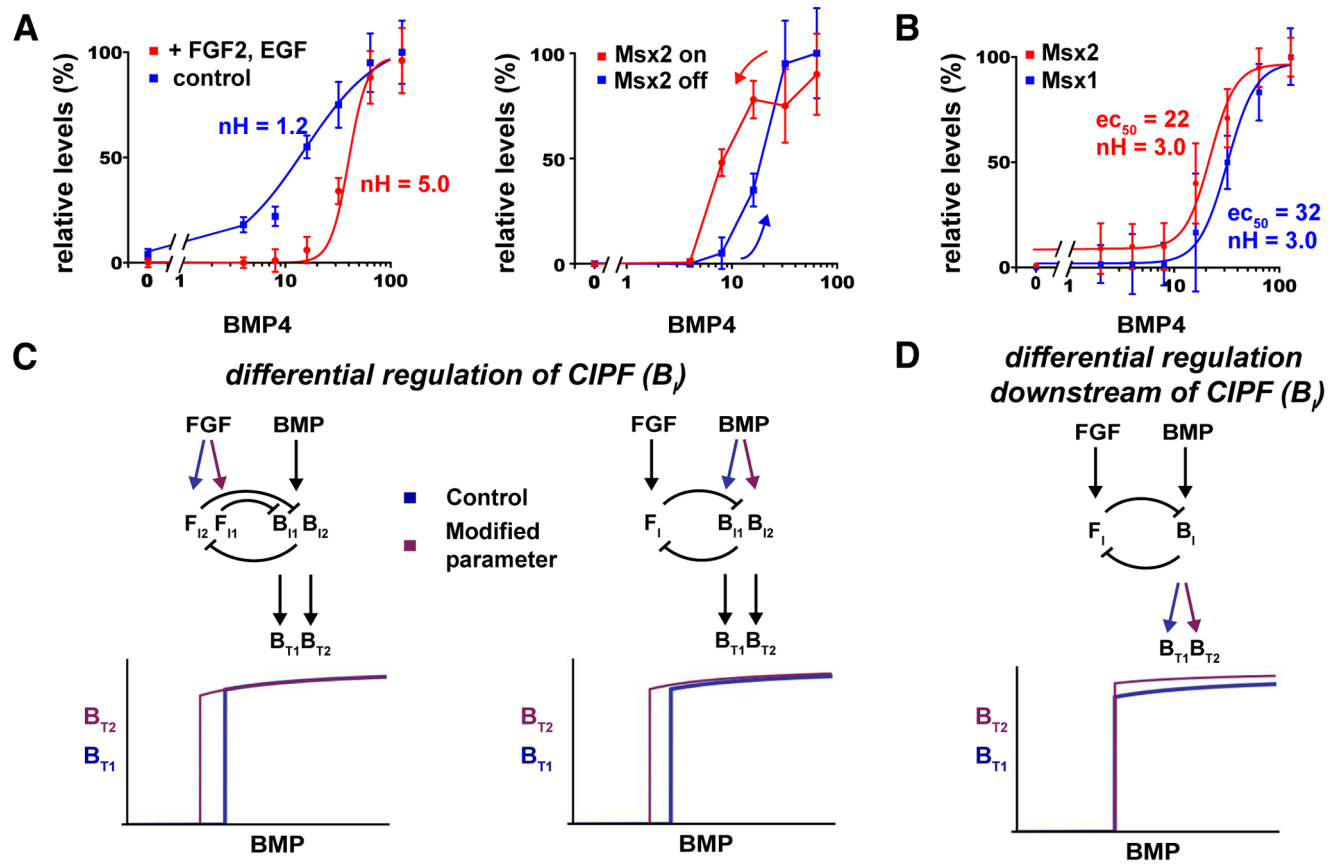 A
+ FGF2, EGF
control
relative levels (%)
100
50
0
nH = 1.2
nH = 5.0
0 1 10 100
BMP4
Msx2 on
Msx2 off
relative levels (%)
100
50
0
0 1 10 100
BMP4
B
Msx2
Msx1
relative levels (%)
100
50
0
ec50 = 22
nH = 3.0
ec50 = 32
nH = 3.0
0 1 10 100
BMP4
C
differential regulation of CIPF (BI)
FGF BMP
FI2 FI1 BI1 BI2
BT1 BT2
Control
Modified
parameter
FGF BMP
FI BI1 BI2
BT1 BT2
BT2
BT1
BMP
BT2
BT1
BMP
D
differential regulation
downstream of CIPF (BI)
FGF BMP
FI BI
BT1 BT2
BT2
BT1
BMP